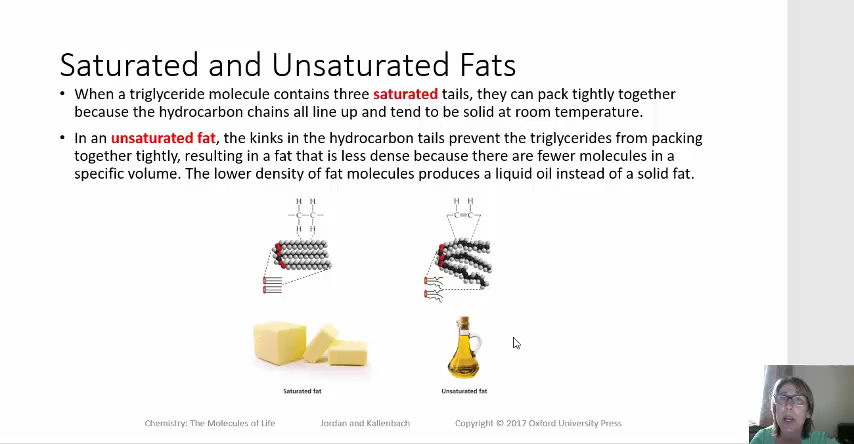 Saturated and Unsaturated Fats
• When a triglyceride molecule contains three saturated tails, they can pack tightly together
because the hydrocarbon chains all line up and tend to be solid at room temperature.
• In an unsaturated fat, the kinks in the hydrocarbon tails prevent the triglycerides from packing
together tightly, resulting in a fat that is less dense because there are fewer molecules in a
specific volume. The lower density of fat molecules produces a liquid oil instead of a solid fat.
H H
H H
—C—C—
C=C
H H
Saturated fat
Unsaturated fat
Chemistry: The Molecules of Life
Jordan and Kallenbach
Copyright © 2017 Oxford University Press